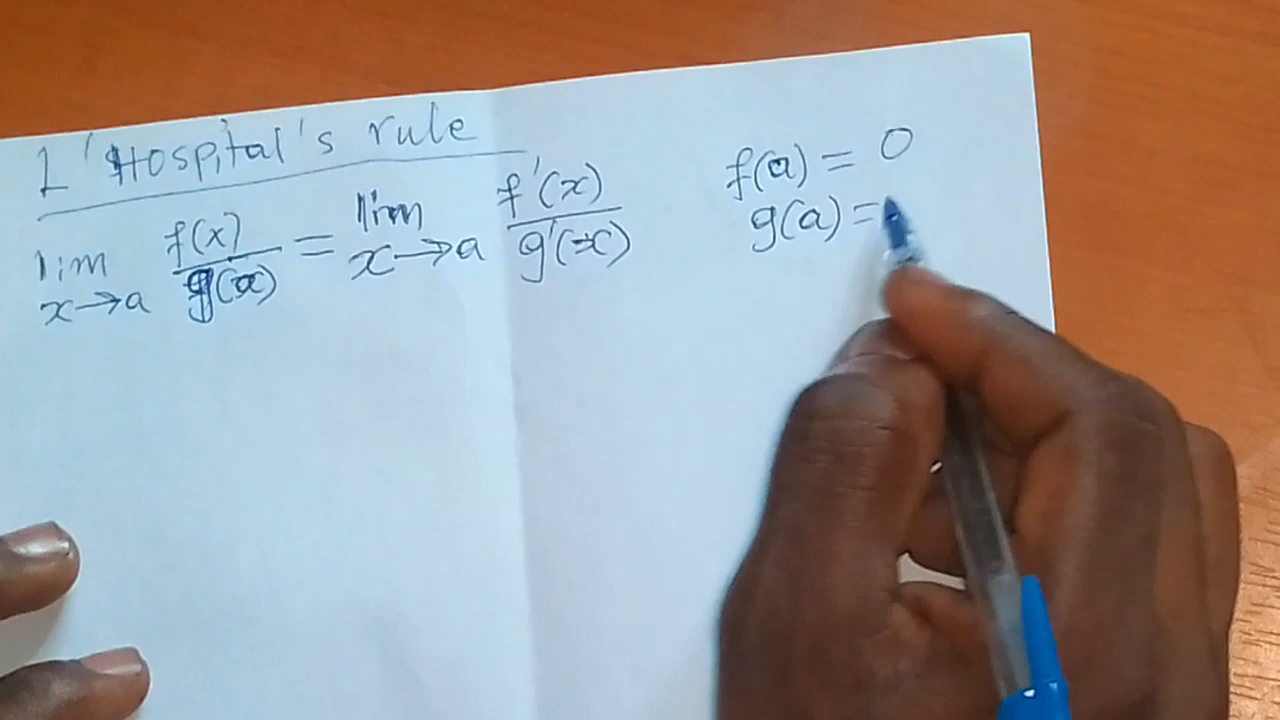 L'Hospital's rule
lim x→a f(x)/g(x) = lim x→a f'(x)/g'(x)
f(a) = 0
g(a) =